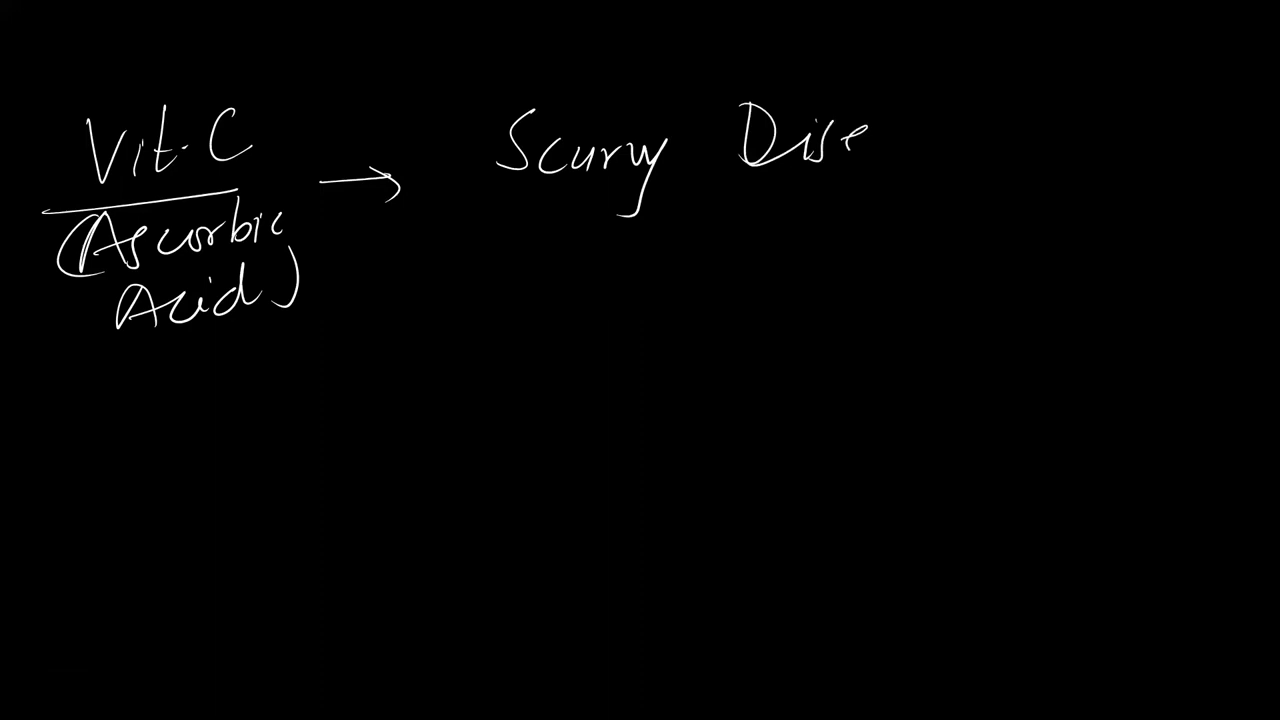 Vit. C → Scurvy Dise
(Ascorbic
Acid)